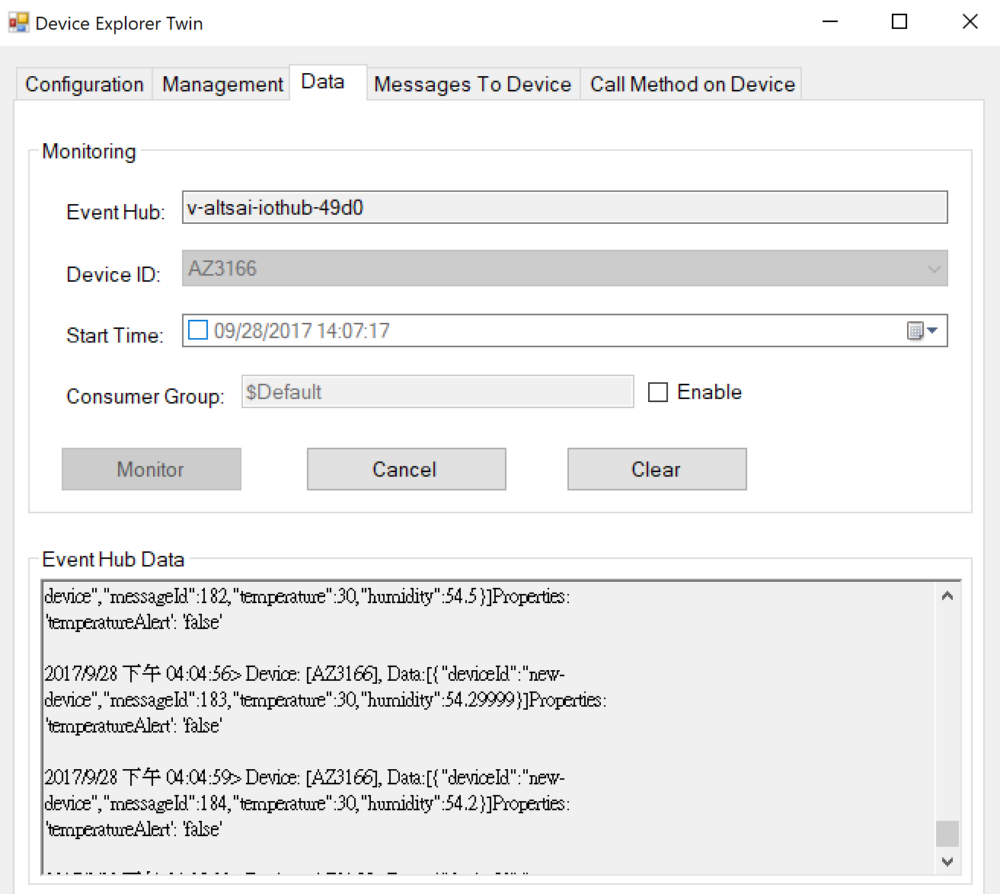 Device Explorer Twin
Configuration Management Data Messages To Device Call Method on Device
Monitoring
Event Hub: v-altsai-iothub-49d0
Device ID: AZ3166
Start Time: 09/28/2017 14:07:17
Consumer Group: $Default Enable
Monitor Cancel Clear
Event Hub Data
device","messageId":182,"temperature":30,"humidity":54.5}]Properties:
'temperatureAlert': 'false'
2017/9/28 下午 04:04:56> Device: [AZ3166], Data:[{"deviceId":"new-
device","messageId":183,"temperature":30,"humidity":54.29999}]Properties:
'temperatureAlert': 'false'
2017/9/28 下午 04:04:59> Device: [AZ3166], Data:[{"deviceId":"new-
device","messageId":184,"temperature":30,"humidity":54.2}]Properties:
'temperatureAlert': 'false'